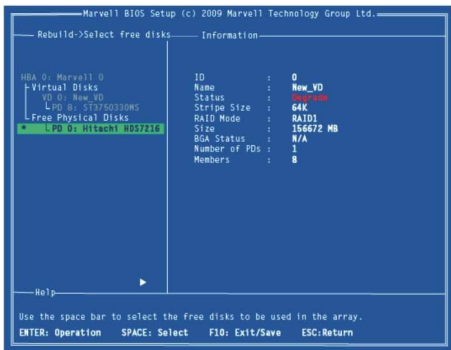 Marvell BIOS Setup (c) 2009 Marvell Technology Group Ltd.
Rebuild->Select free disks
Information
HBA 0: Marvell 0
Virtual Disks
VD 0: New_VD
PD 8: ST3750330NS
Free Physical Disks
* PD 0: Hitachi HDS7216
ID : 0
Name : New_VD
Status : Degrade
Stripe Size : 64K
RAID Mode : RAID1
Size : 156672 MB
BGA Status : N/A
Number of PDs : 1
Members : 8
Help
Use the space bar to select the free disks to be used in the array.
ENTER: Operation SPACE: Select F10: Exit/Save ESC:Return